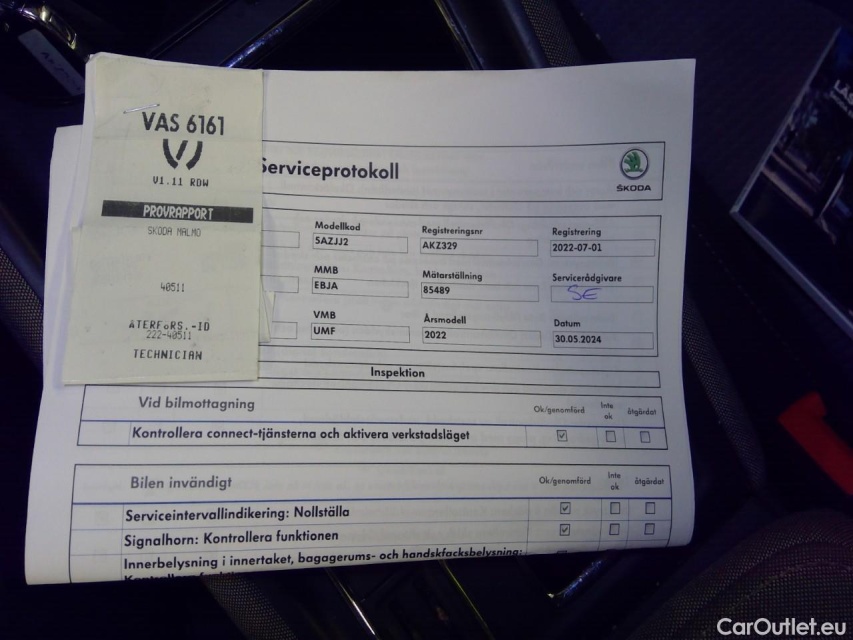 VAS 6161
V1.11 RDW
PROVRAPPORT
SKODA MALMO
40511
ÅTERFöRS.-ID
222-40511
TECHNICIAN
Serviceprotokoll
ŠKODA
Modellkod
5AZJJ2
Registreringsnr
AKZ329
Registrering
2022-07-01
MMB
EBJA
Mätarställning
85489
Servicerådgivare
SE
VMB
UMF
Årsmodell
2022
Datum
30.05.2024
Inspektion
Vid bilmottagning Ok/genomförd Inte ok åtgärdat
Kontrollera connect-tjänsterna och aktivera verkstadsläget
Bilen invändigt Ok/genomförd Inte ok åtgärdat
Serviceintervallindikering: Nollställa
Signalhorn: Kontrollera funktionen
Innerbelysning i innertaket, bagagerums- och handskfacksbelysning:
CarOutlet.eu